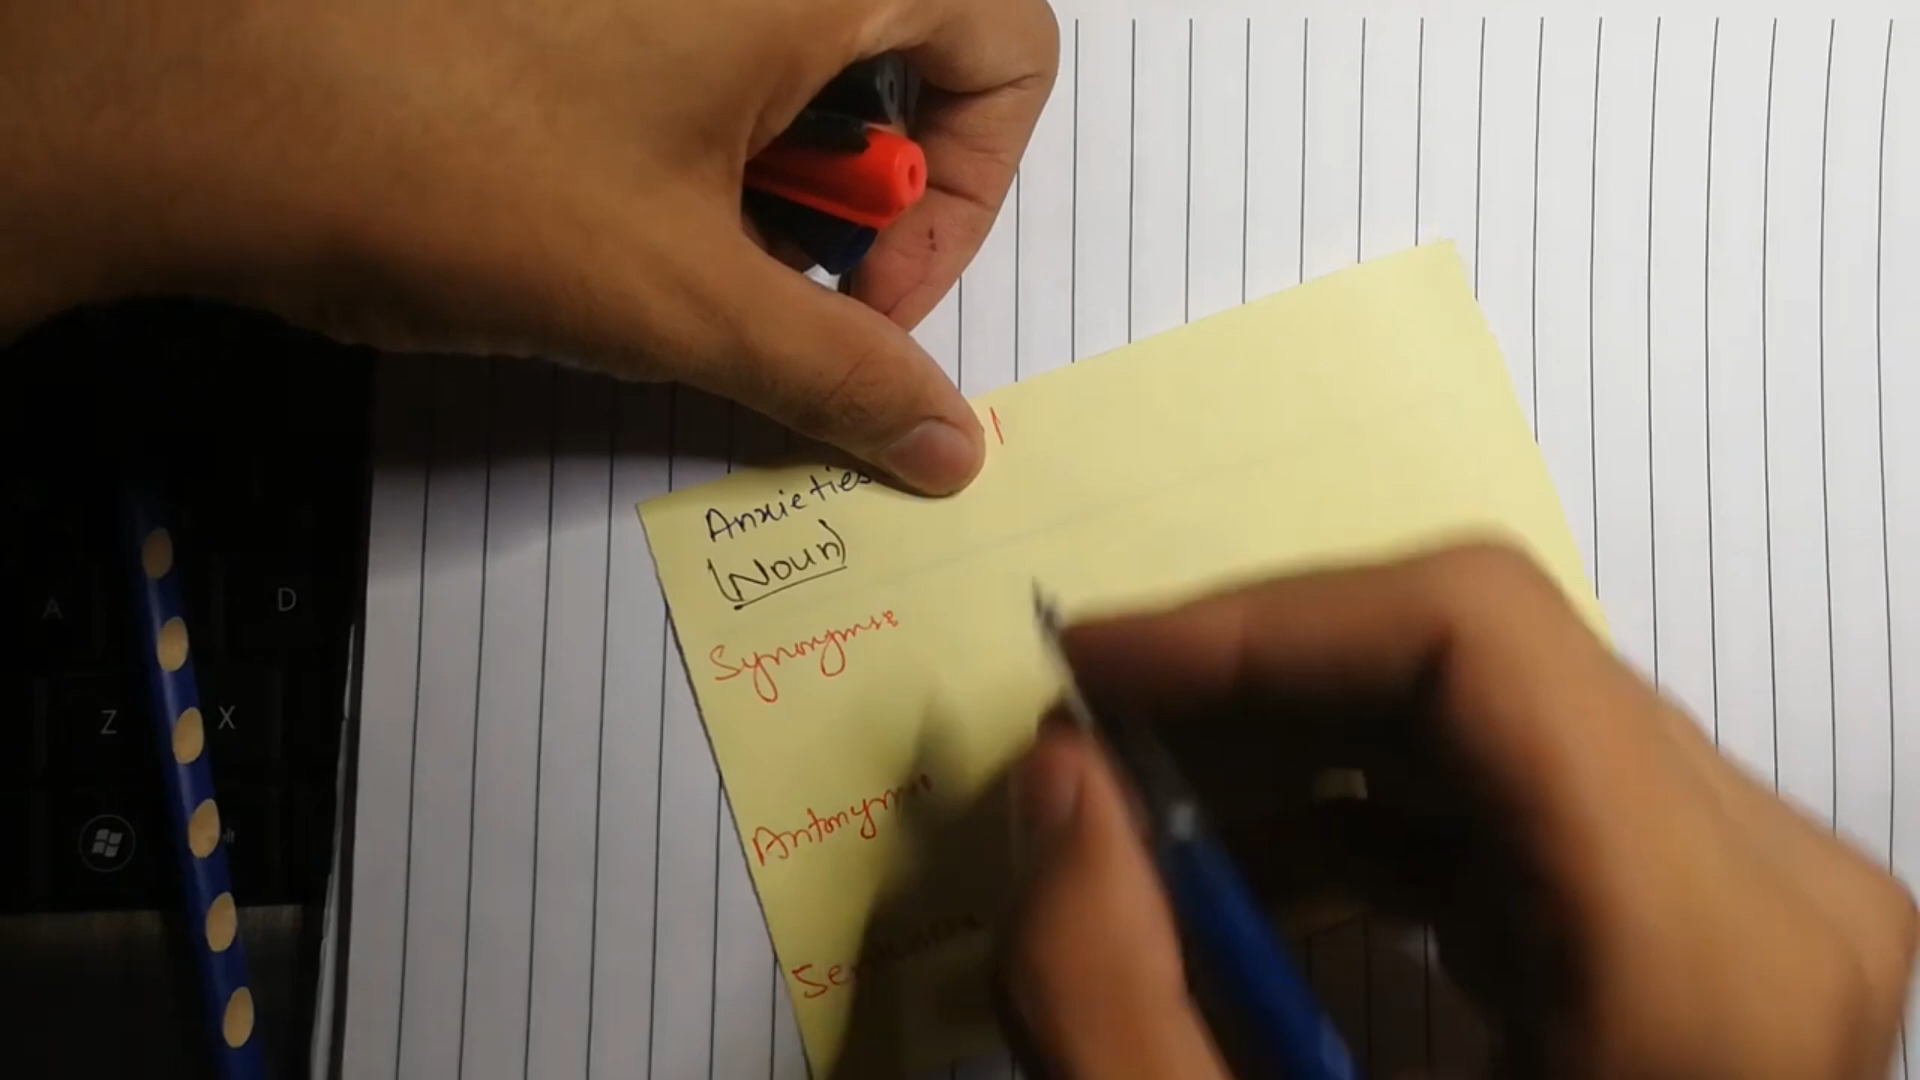 Anxieties
(Noun)
Synonyms:
Antonyms:
A
D
Z
X